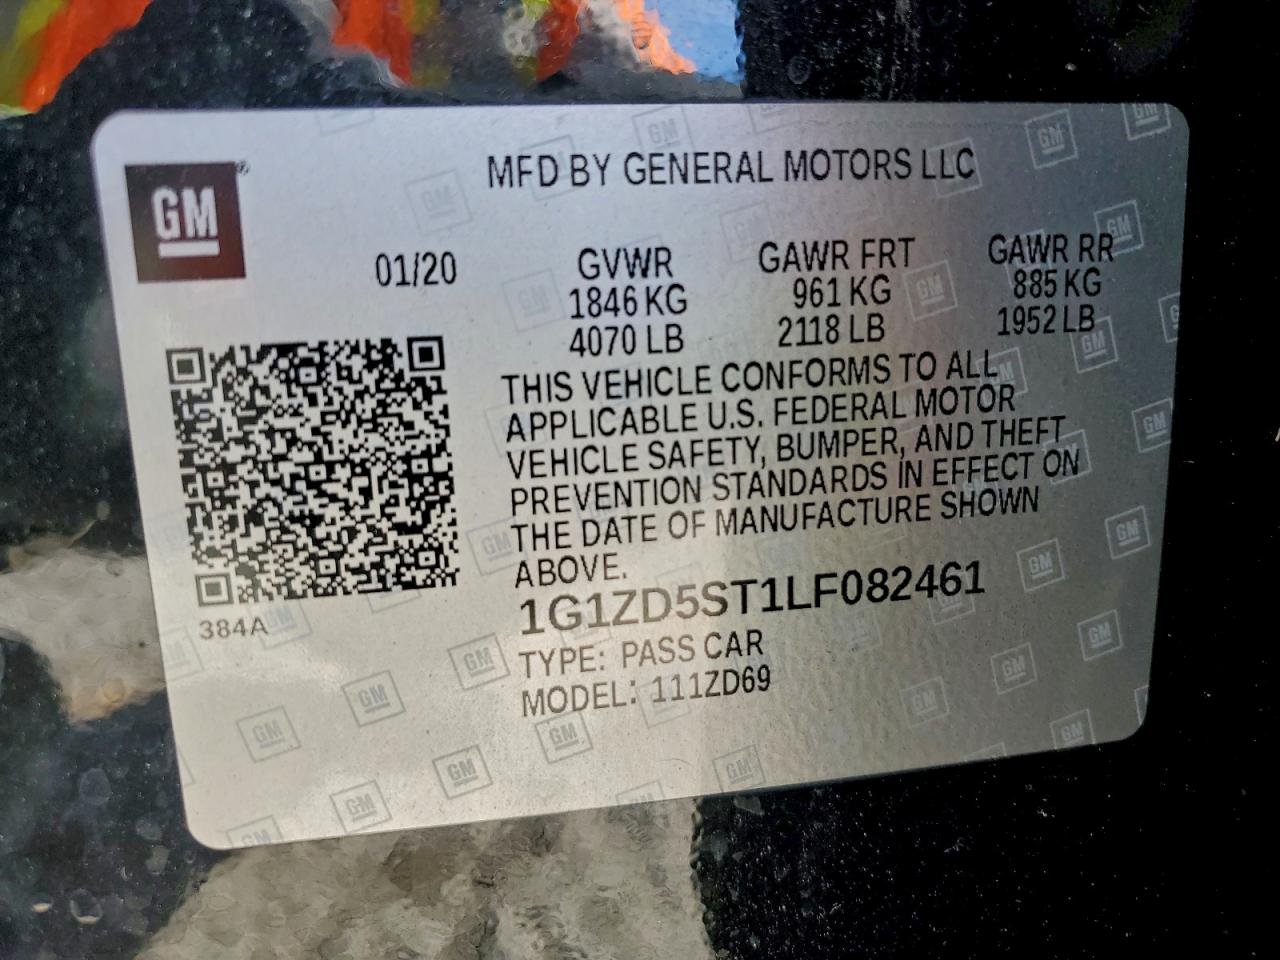 GM®
MFD BY GENERAL MOTORS LLC
01/20
GVWR GAWR FRT GAWR RR
1846 KG 961 KG 885 KG
4070 LB 2118 LB 1952 LB
THIS VEHICLE CONFORMS TO ALL
APPLICABLE U.S. FEDERAL MOTOR
VEHICLE SAFETY, BUMPER, AND THEFT
PREVENTION STANDARDS IN EFFECT ON
THE DATE OF MANUFACTURE SHOWN
ABOVE.
1G1ZD5ST1LF082461
TYPE: PASS CAR
MODEL: 111ZD69
384A